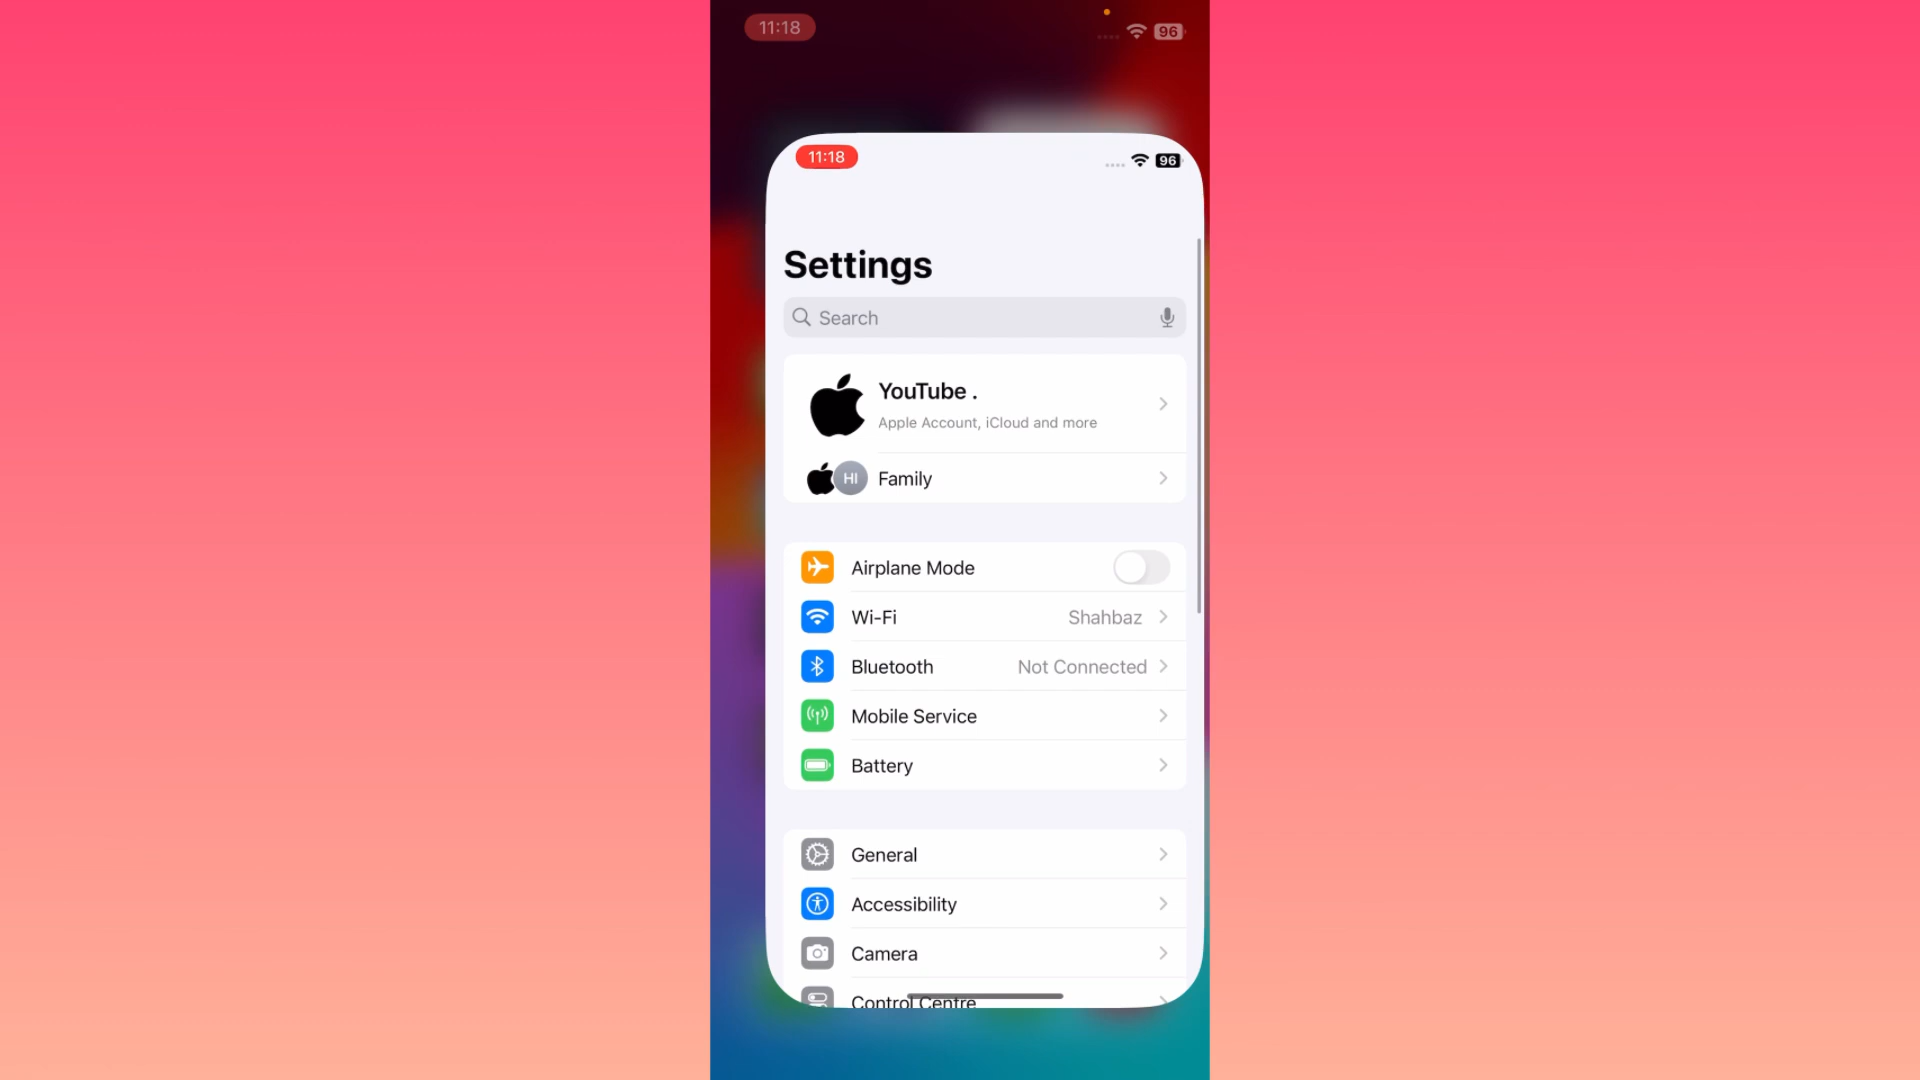 11:18
96
11:18
96
Settings
Search
YouTube .
Apple Account, iCloud and more
HI
Family
Airplane Mode
Wi-Fi Shahbaz
Bluetooth Not Connected
Mobile Service
Battery
General
Accessibility
Camera
Control Centre